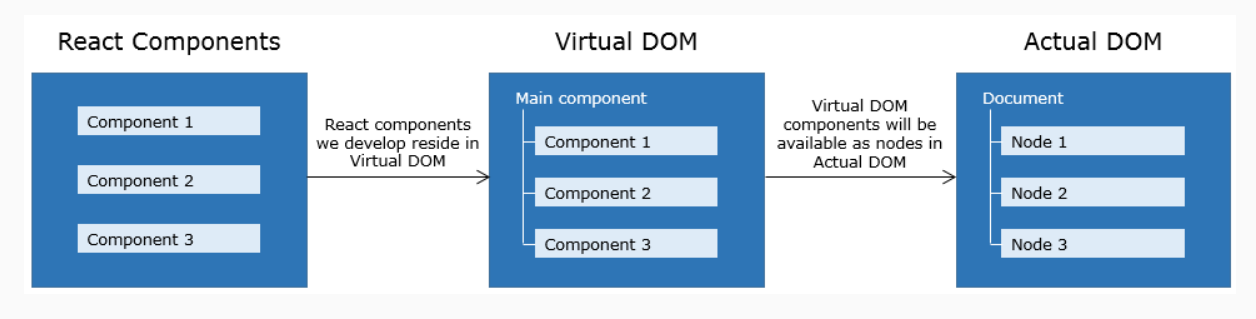 React Components
Virtual DOM
Actual DOM
Component 1
Component 2
Component 3
React components
we develop reside in
Virtual DOM
Main component
Component 1
Component 2
Component 3
Virtual DOM
components will be
available as nodes in
Actual DOM
Document
Node 1
Node 2
Node 3